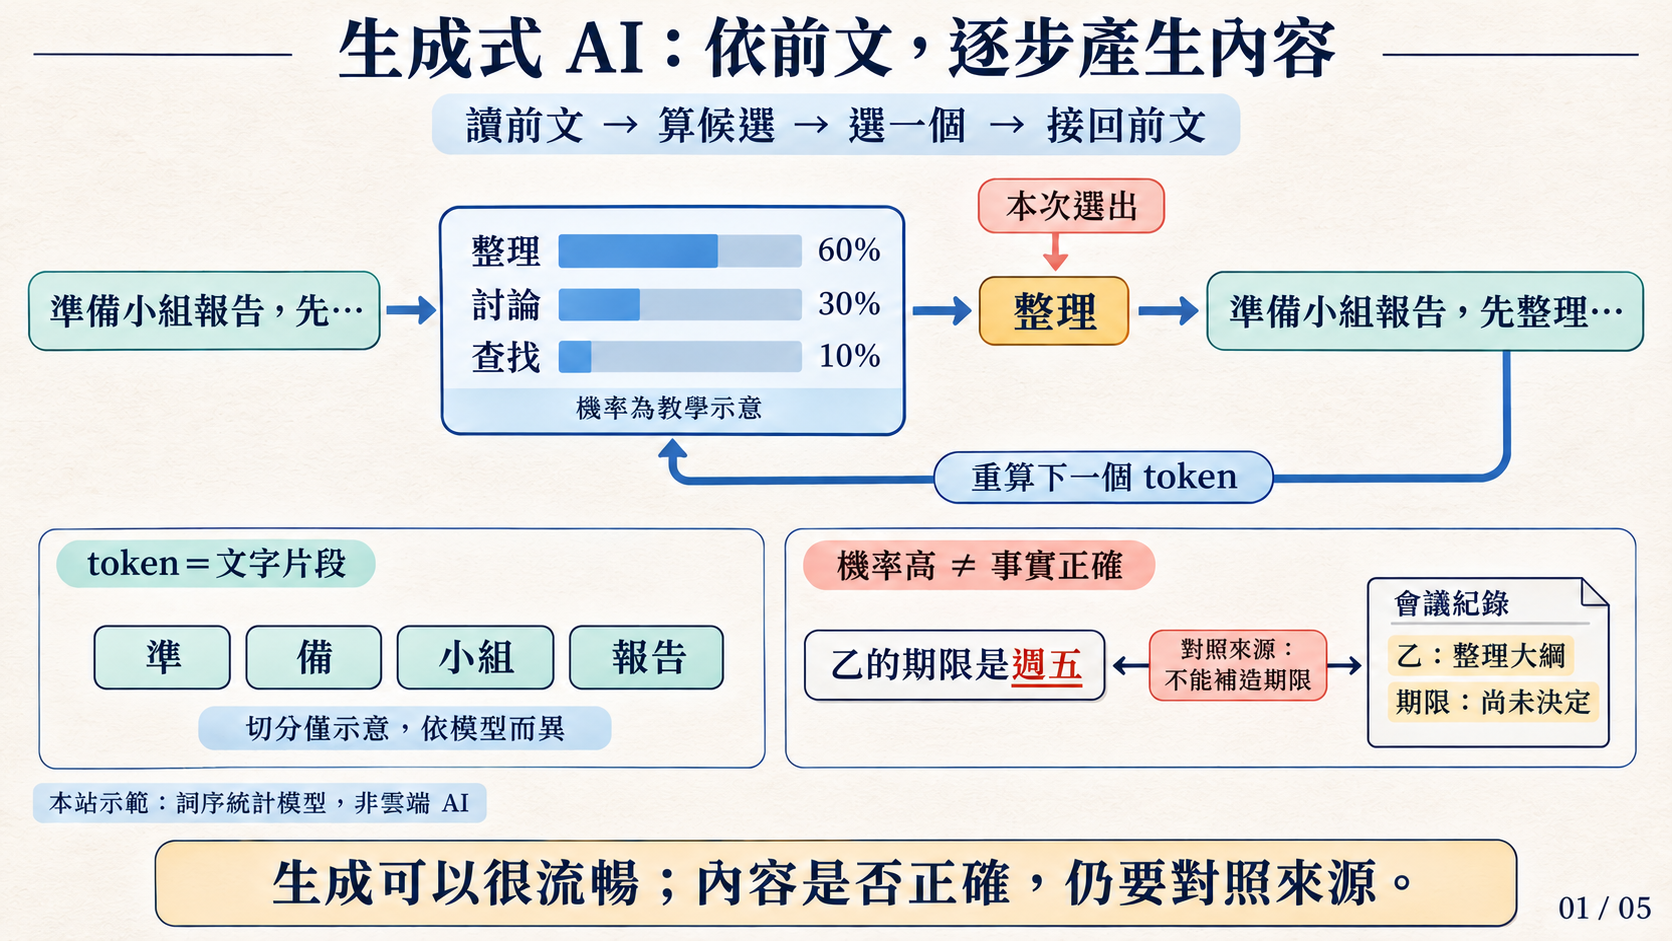 生成式 AI：依前文，逐步產生內容
讀前文 → 算候選 → 選一個 → 接回前文
準備小組報告，先…
整理 60%
討論 30%
查找 10%
機率為教學示意
本次選出
整理
準備小組報告，先整理…
重算下一個 token
token＝文字片段
準 備 小組 報告
切分僅示意，依模型而異
機率高 ≠ 事實正確
乙的期限是週五
對照來源：
不能補造期限
會議紀錄
乙：整理大綱
期限：尚未決定
本站示範：詞序統計模型，非雲端 AI
生成可以很流暢；內容是否正確，仍要對照來源。
01 / 05